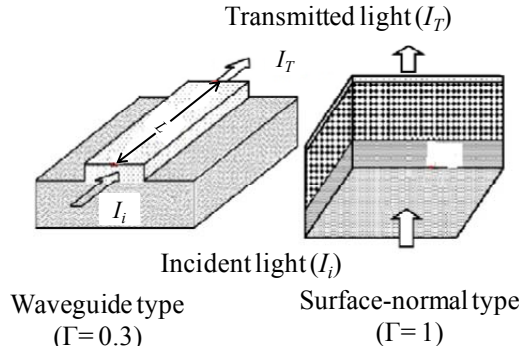 Transmitted light (I_T)
I_T
L
I_i
Incident light (I_i)
Waveguide type
(Γ= 0.3)
Surface-normal type
(Γ= 1)